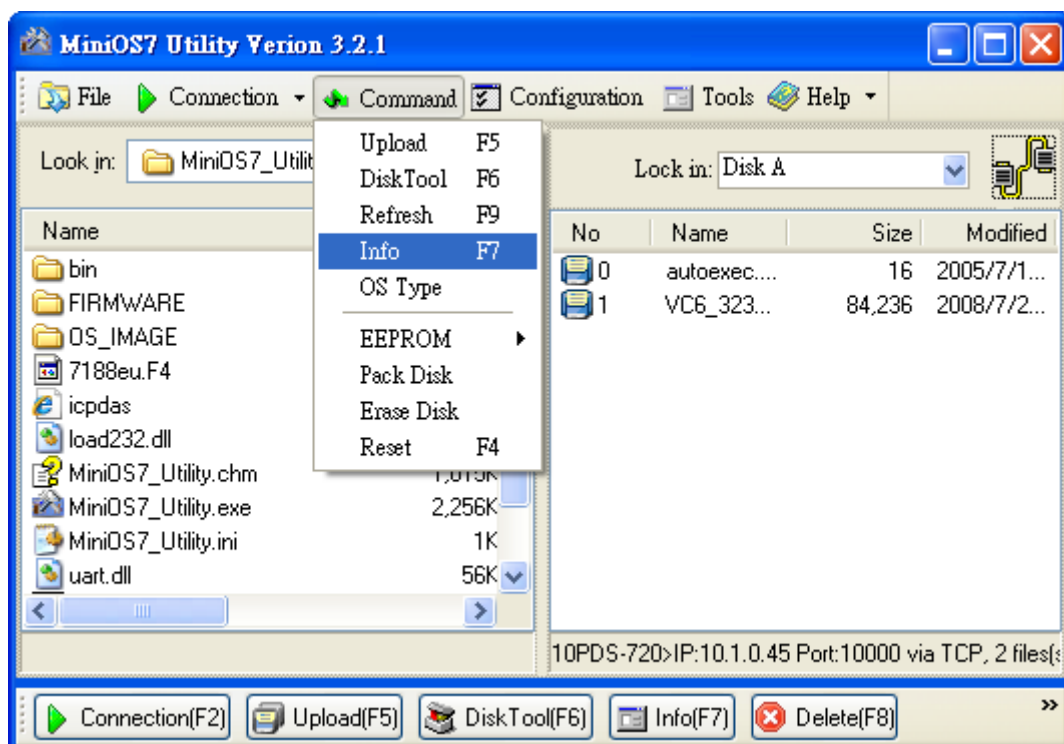 MiniOS7 Utility Verion 3.2.1
File Connection Command Configuration Tools Help
Look in: MiniOS7_Utilit
Upload F5
DiskTool F6
Refresh F9
Info F7
OS Type
EEPROM
Pack Disk
Erase Disk
Reset F4
Name
bin
FIRMWARE
OS_IMAGE
7188eu.F4
icpdas
load232.dll
MiniOS7_Utility.chm 1,015K
MiniOS7_Utility.exe 2,256K
MiniOS7_Utility.ini 1K
uart.dll 56K
Lock in: Disk A
No Name Size Modified
0 autoexec.... 16 2005/7/1...
1 VC6_323... 84,236 2008/7/2...
10PDS-720>IP:10.1.0.45 Port:10000 via TCP, 2 files(
Connection(F2) Upload(F5) DiskTool(F6) Info(F7) Delete(F8) »